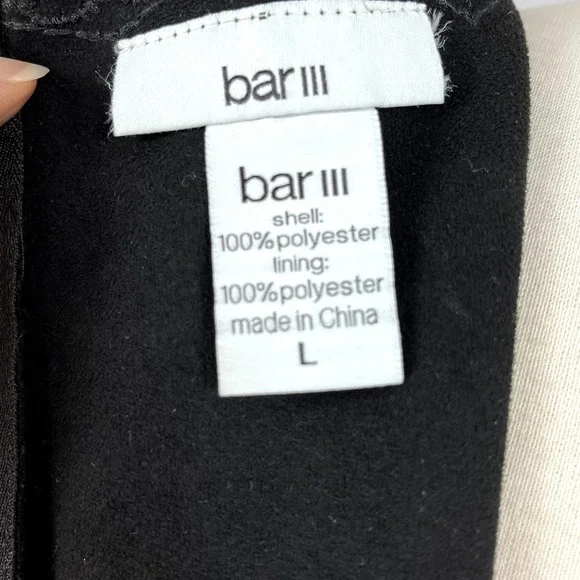 bar III
bar III
shell:
100%polyester
lining:
100%polyester
made in China
L